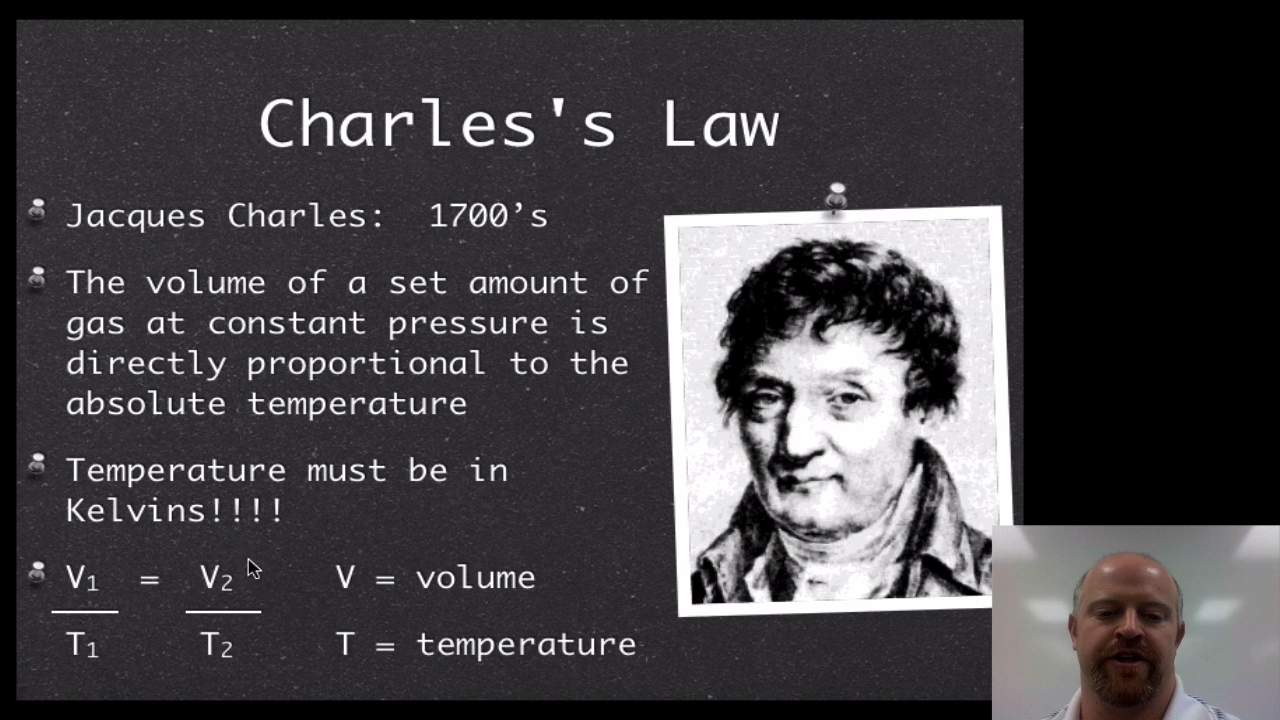 Charles's Law
Jacques Charles:  1700’s
The volume of a set amount of
gas at constant pressure is
directly proportional to the
absolute temperature
Temperature must be in
Kelvins!!!!
V1 = V2 V = volume
T1 T2 T = temperature